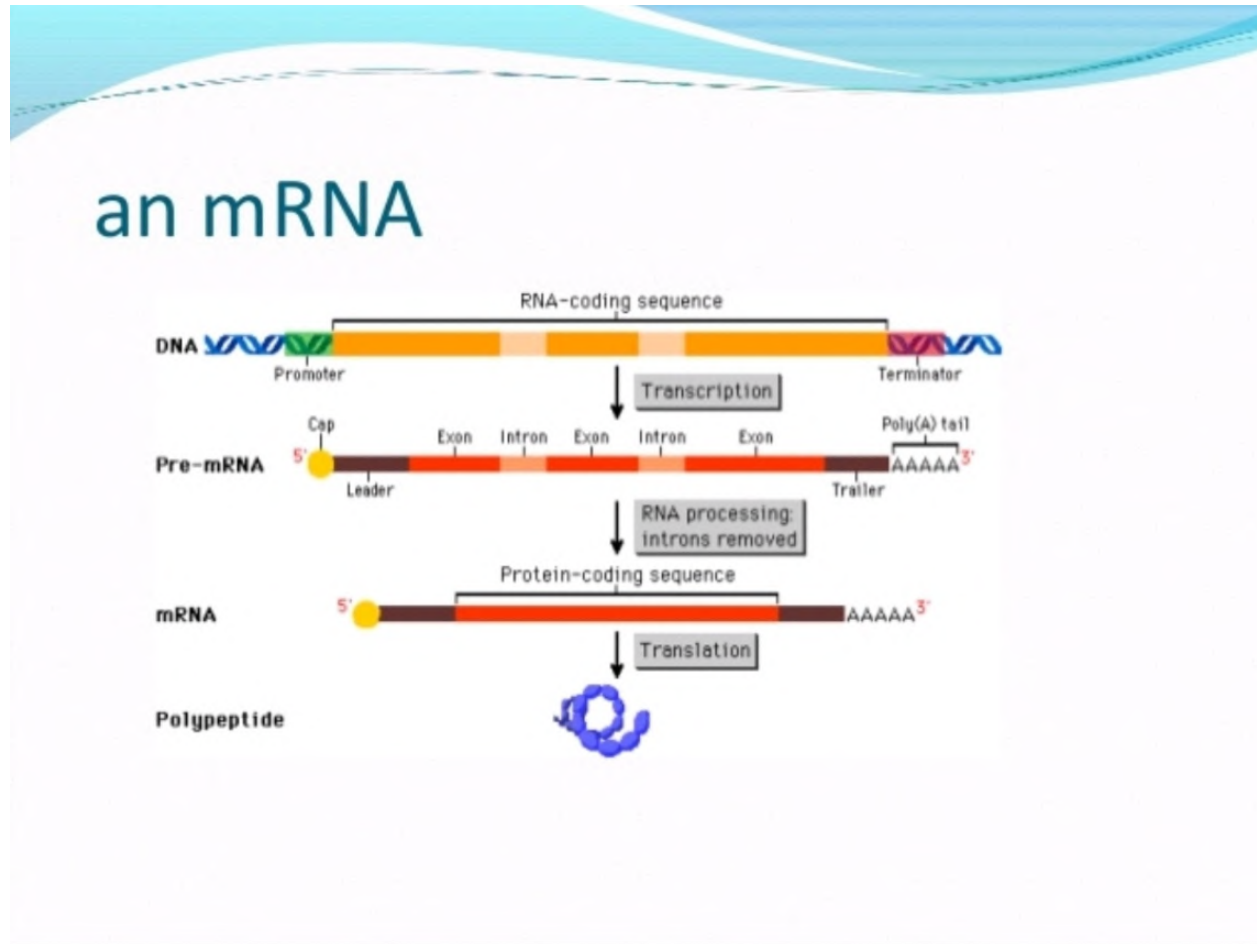 an mRNA
RNA-coding sequence
DNA
Promoter
Terminator
Transcription
Cap
Exon Intron Exon Intron Exon
Poly(A) tail
Pre-mRNA 5' AAAAA 3'
Leader
Trailer
RNA processing:
introns removed
Protein-coding sequence
mRNA 5' AAAAA 3'
Translation
Polypeptide